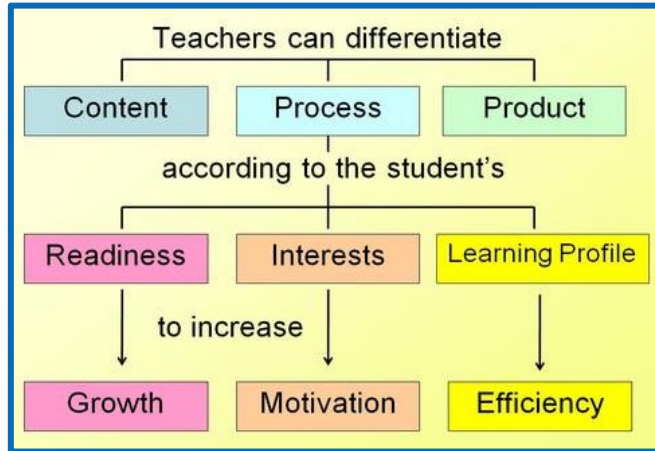 Teachers can differentiate
Content Process Product
according to the student's
Readiness Interests Learning Profile
to increase
Growth Motivation Efficiency